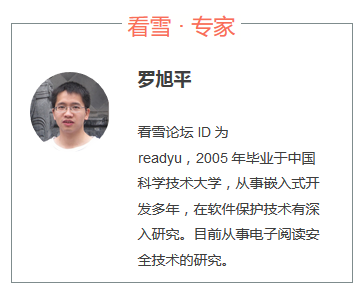 看雪 · 专家
罗旭平
看雪论坛 ID 为
readyu，2005 年毕业于中国
科学技术大学，从事嵌入式开
发多年，在软件保护技术有深
入研究。目前从事电子阅读安
全技术的研究。